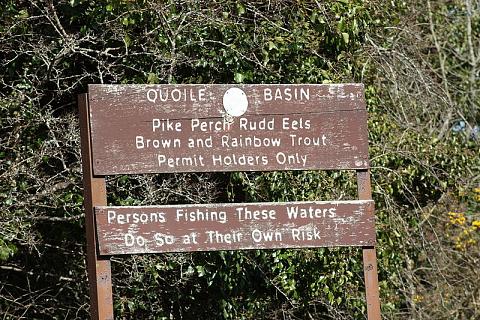 QUOILE BASIN
Pike Perch Rudd Eels
Brown and Rainbow Trout
Permit Holders Only
Persons Fishing These Waters
Do So at Their Own Risk